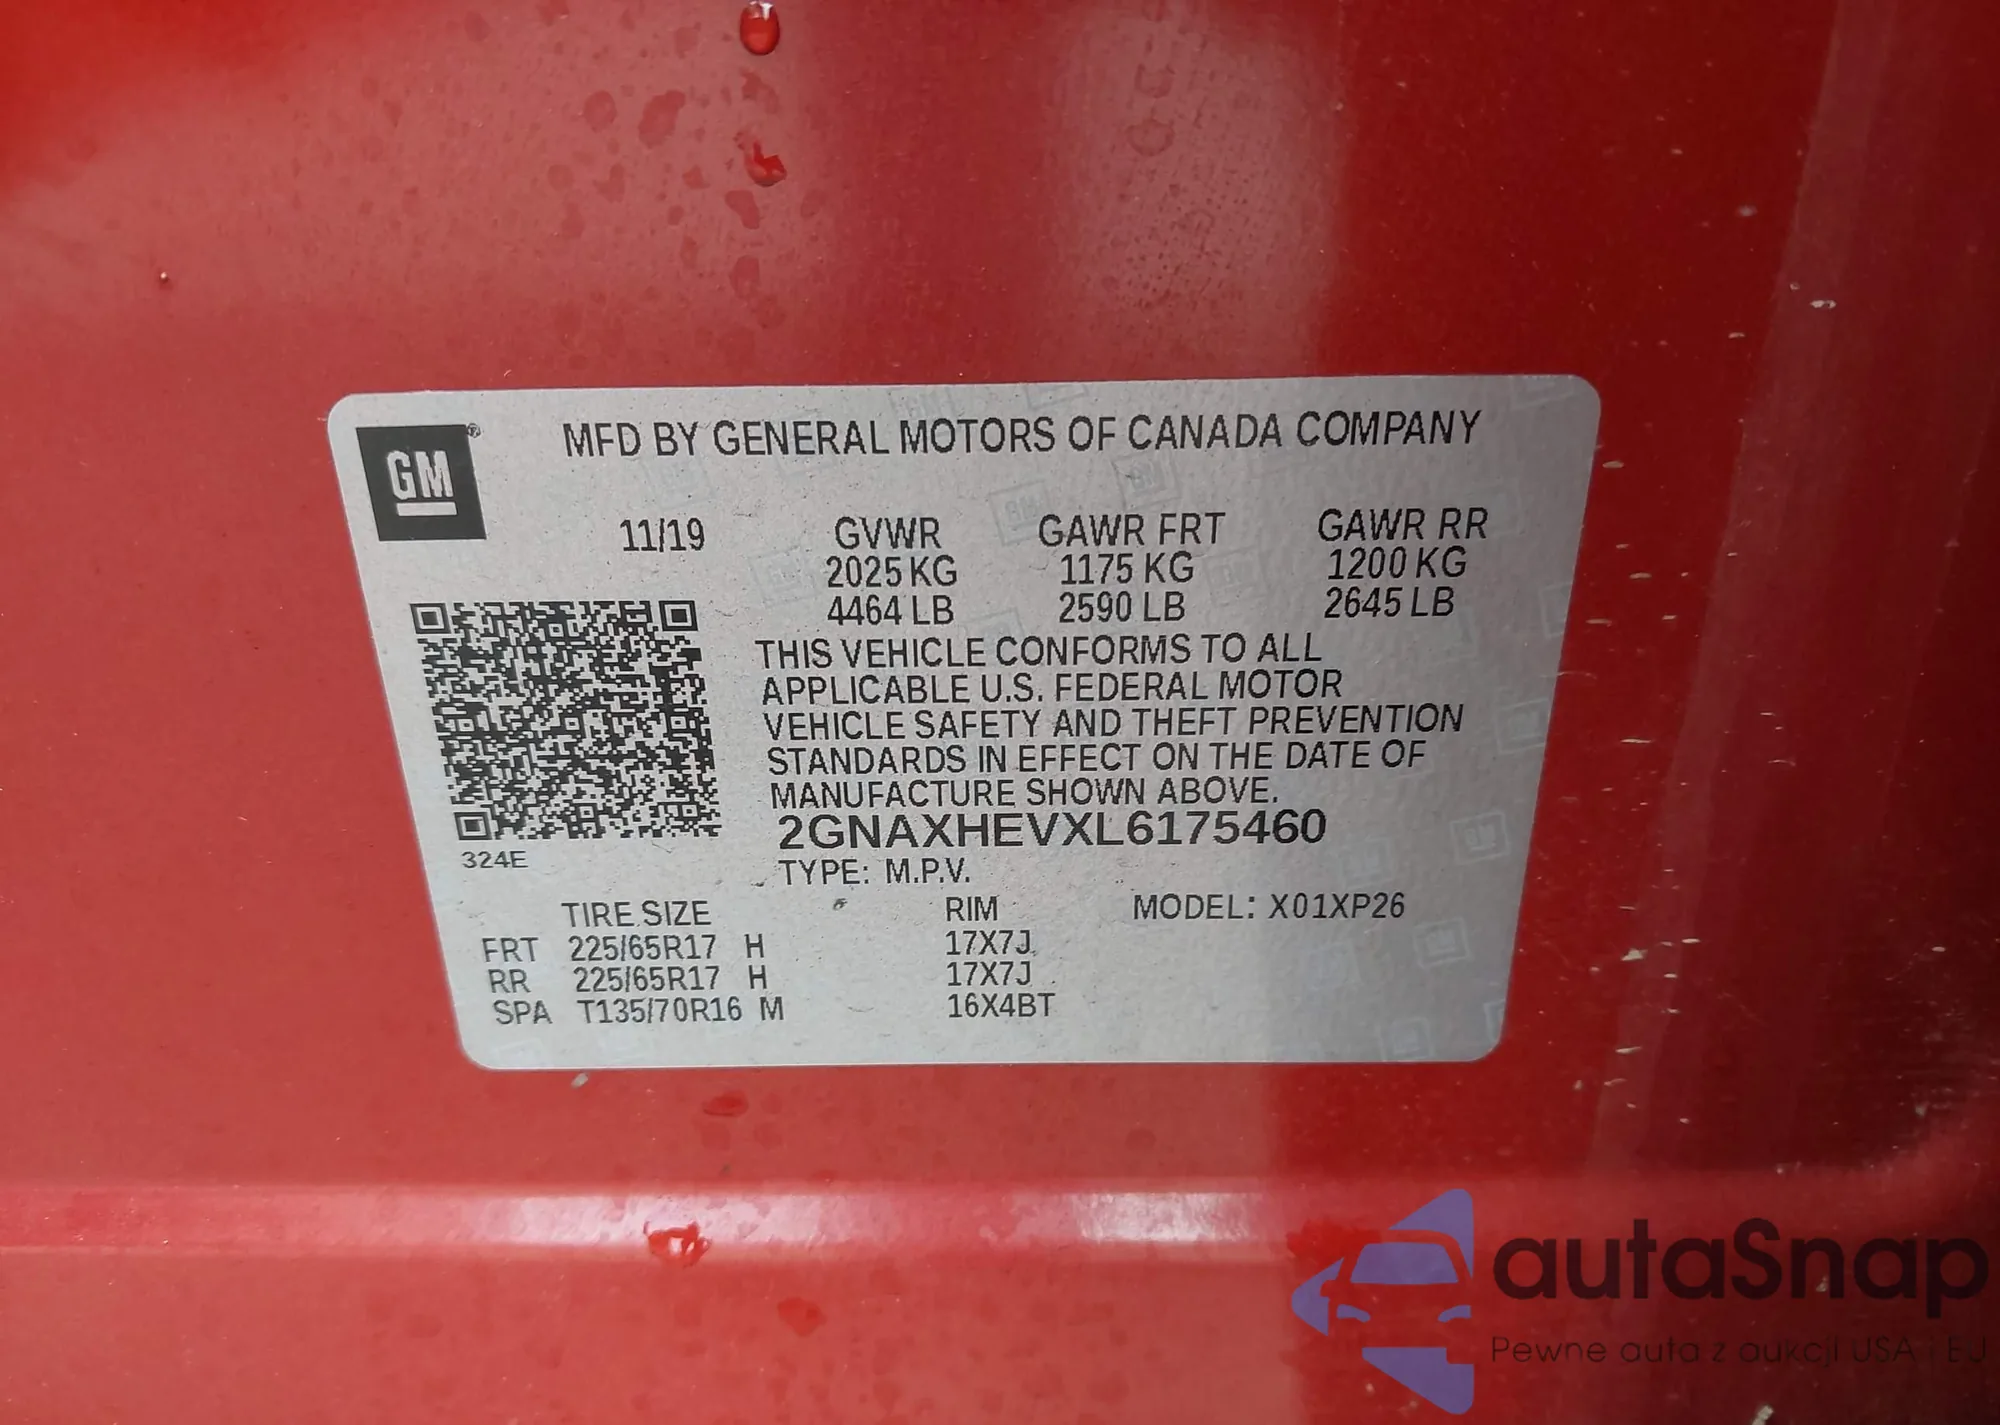 GM®
MFD BY GENERAL MOTORS OF CANADA COMPANY
11/19 GVWR GAWR FRT GAWR RR
2025 KG 1175 KG 1200 KG
4464 LB 2590 LB 2645 LB
THIS VEHICLE CONFORMS TO ALL
APPLICABLE U.S. FEDERAL MOTOR
VEHICLE SAFETY AND THEFT PREVENTION
STANDARDS IN EFFECT ON THE DATE OF
MANUFACTURE SHOWN ABOVE.
2GNAXHEVXL6175460
324E
TYPE: M.P.V.
TIRE SIZE RIM MODEL: X01XP26
FRT 225/65R17 H 17X7J
RR 225/65R17 H 17X7J
SPA T135/70R16 M 16X4BT
autaSnap
Pewne auta z aukcji USA i EU